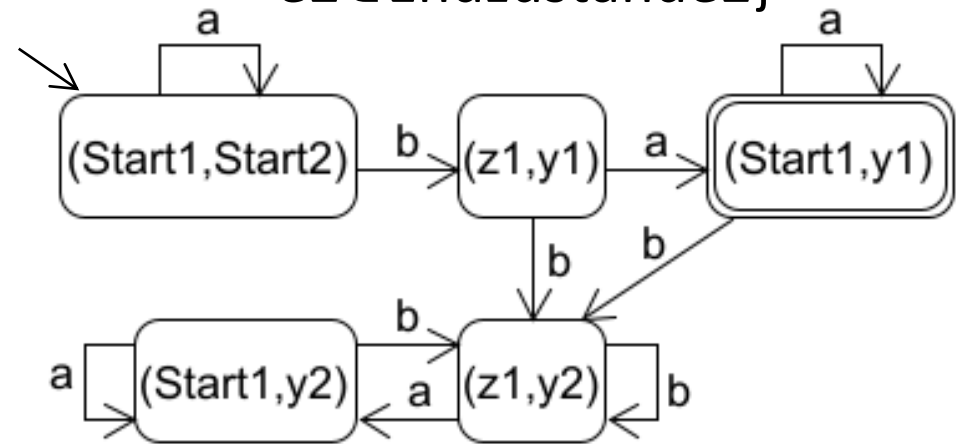 a a
(Start1,Start2) b (z1,y1) a (Start1,y1)
b b
a (Start1,y2) b a (z1,y2) b